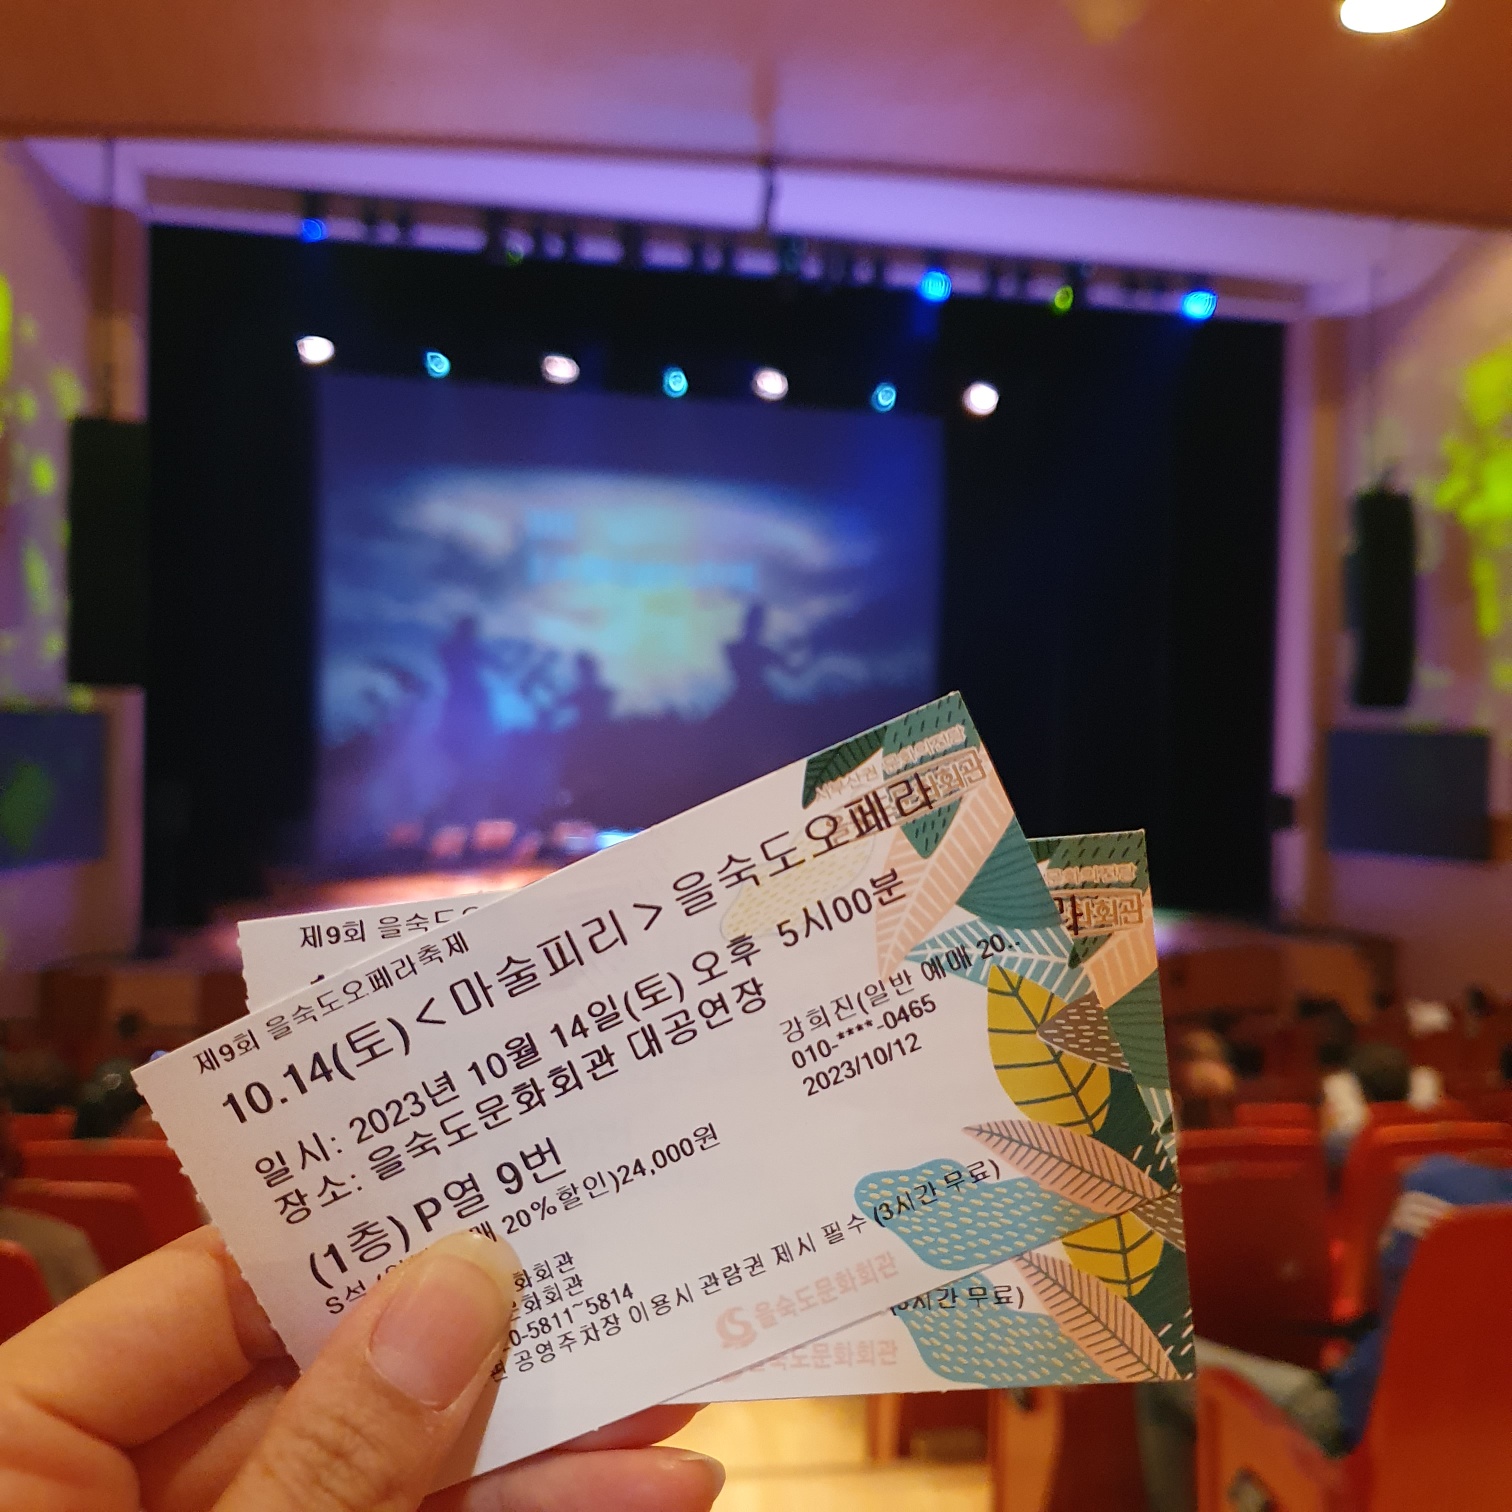 제9회 을숙도오페라축제
10.14(토) <마술피리> 을숙도오페라
일시: 2023년 10월 14일(토) 오후 5시00분
장소: 을숙도문화회관 대공연장
(1층) P열 9번
20%할인)24,000원
강희진(일반 예매 20..
010-****-0465
2023/10/12
화회관
문화회관
0-5811~5814
공영주차장 이용시 관람권 제시 필수 (3시간 무료)
을숙도문화회관
제9회 을숙도
시간 무료)
을숙도문화회관